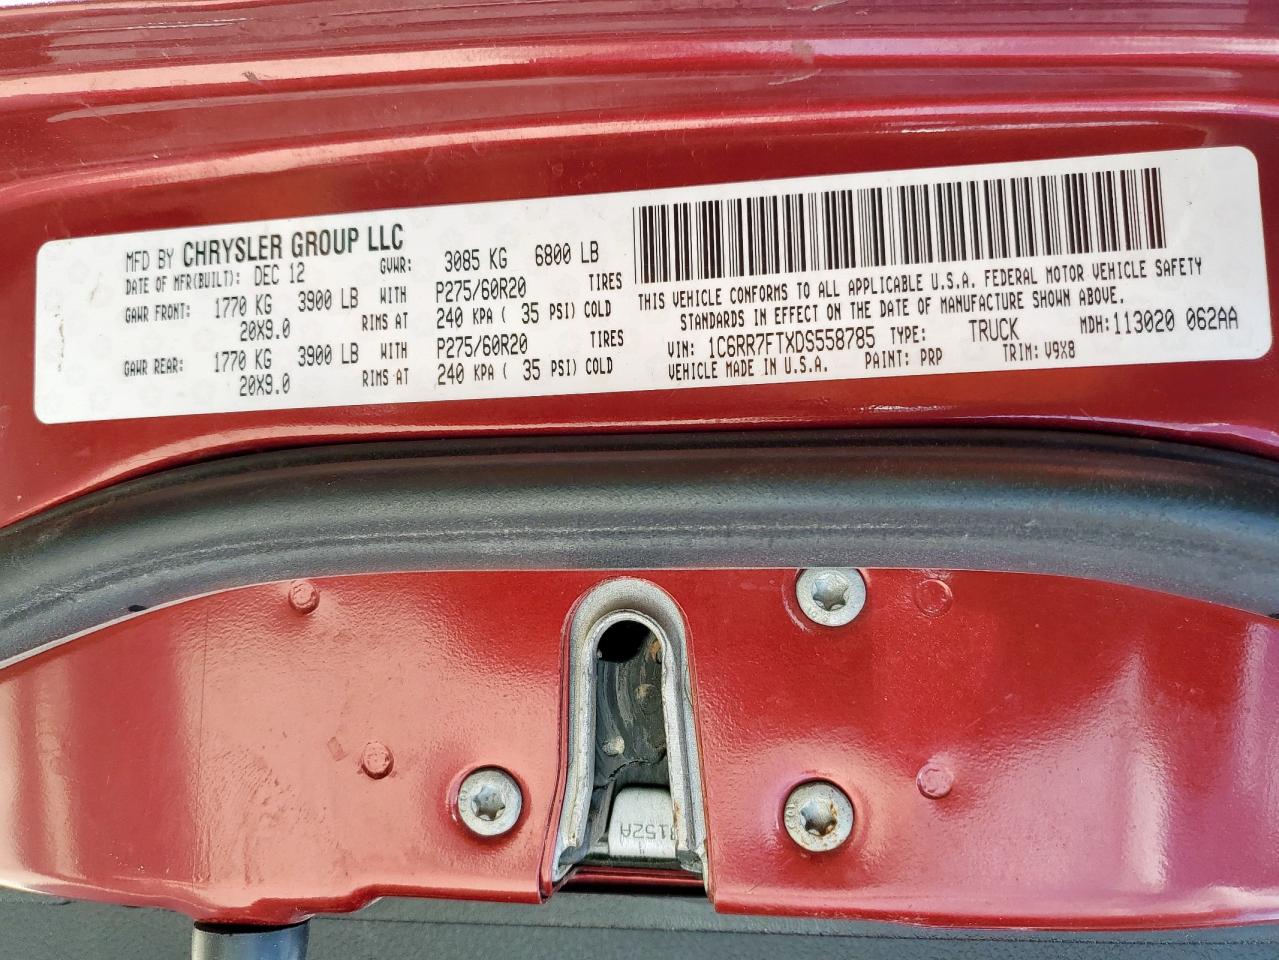 MFD BY CHRYSLER GROUP LLC
DATE OF MFR(BUILT): DEC 12 GVWR: 3085 KG 6800 LB
GAWR FRONT: 1770 KG 3900 LB WITH P275/60R20 TIRES
20X9.0 RIMS AT 240 KPA ( 35 PSI) COLD
GAWR REAR: 1770 KG 3900 LB WITH P275/60R20 TIRES
20X9.0 RIMS AT 240 KPA ( 35 PSI) COLD
THIS VEHICLE CONFORMS TO ALL APPLICABLE U.S.A. FEDERAL MOTOR VEHICLE SAFETY
STANDARDS IN EFFECT ON THE DATE OF MANUFACTURE SHOWN ABOVE.
VIN: 1C6RR7FTXDS558785 TYPE: TRUCK MDH: 113020 062AA
VEHICLE MADE IN U.S.A. PAINT: PRP TRIM: V9X8
3152A